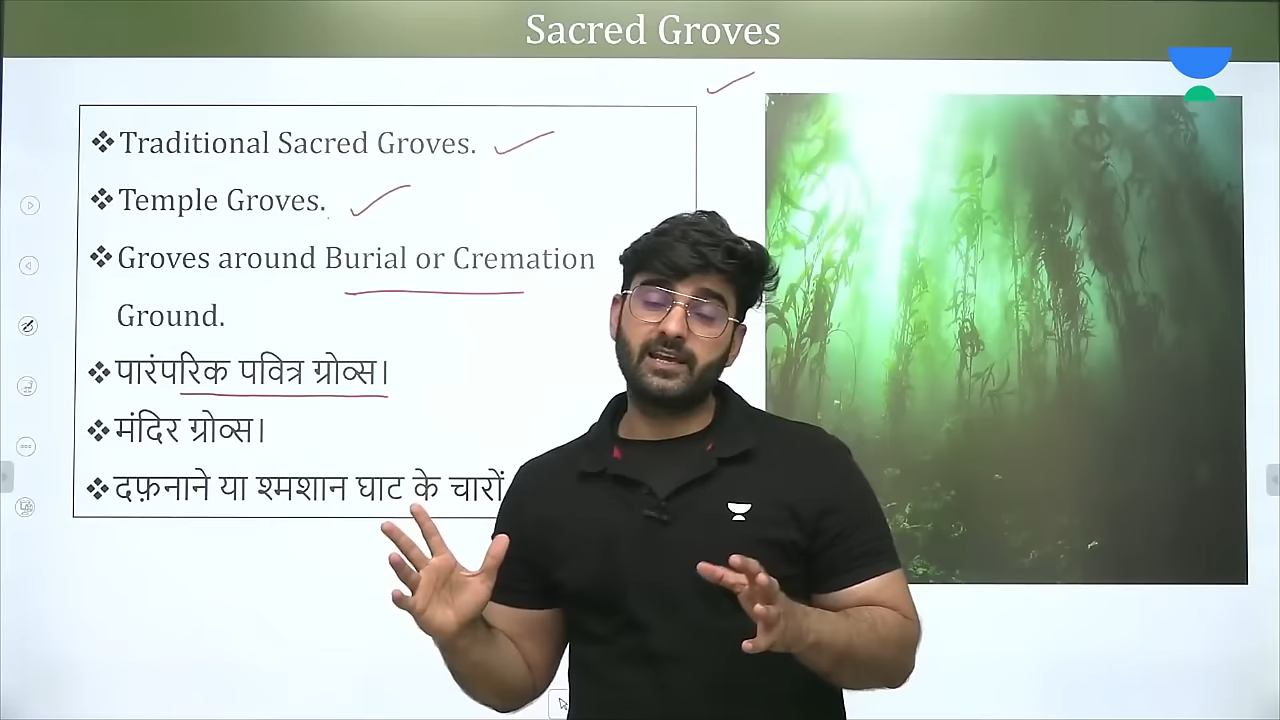 Sacred Groves
❖Traditional Sacred Groves.
❖Temple Groves.
❖Groves around Burial or Cremation
Ground.
❖पारंपरिक पवित्र ग्रोव्स।
❖मंदिर ग्रोव्स।
❖दफ़नाने या श्मशान घाट के चारों